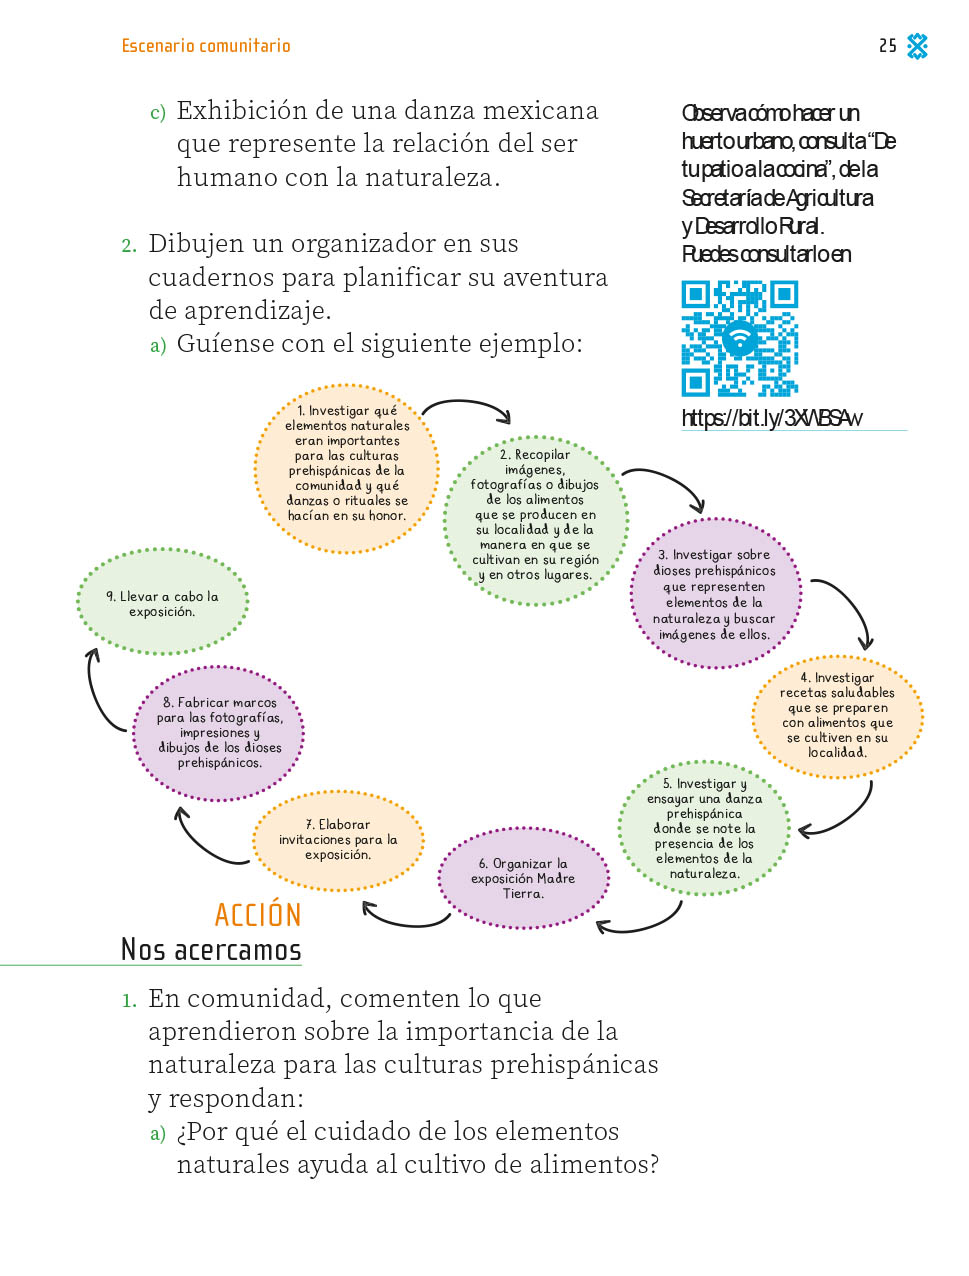 Escenario comunitario
25
c) Exhibición de una danza mexicana
que represente la relación del ser
humano con la naturaleza.
2. Dibujen un organizador en sus
cuadernos para planificar su aventura
de aprendizaje.
a) Guíense con el siguiente ejemplo:
Observa cómo hacer un
huerto urbano, consulta “De
tu patio a la cocina”, de la
Secretaría de Agricultura
y Desarrollo Rural.
Puedes consultarlo en
https://bit.ly/3XWBSAw
1. Investigar qué
elementos naturales
eran importantes
para las culturas
prehispánicas de la
comunidad y qué
danzas o rituales se
hacían en su honor.
2. Recopilar
imágenes,
fotografías o dibujos
de los alimentos
que se producen en
su localidad y de la
manera en que se
cultivan en su región
y en otros lugares.
3. Investigar sobre
dioses prehispánicos
que representen
elementos de la
naturaleza y buscar
imágenes de ellos.
4. Investigar
recetas saludables
que se preparen
con alimentos que
se cultiven en su
localidad.
5. Investigar y
ensayar una danza
prehispánica
donde se note la
presencia de los
elementos de la
naturaleza.
6. Organizar la
exposición Madre
Tierra.
7. Elaborar
invitaciones para la
exposición.
8. Fabricar marcos
para las fotografías,
impresiones y
dibujos de los dioses
prehispánicos.
9. Llevar a cabo la
exposición.
ACCIÓN
Nos acercamos
1. En comunidad, comenten lo que
aprendieron sobre la importancia de la
naturaleza para las culturas prehispánicas
y respondan:
a) ¿Por qué el cuidado de los elementos
naturales ayuda al cultivo de alimentos?